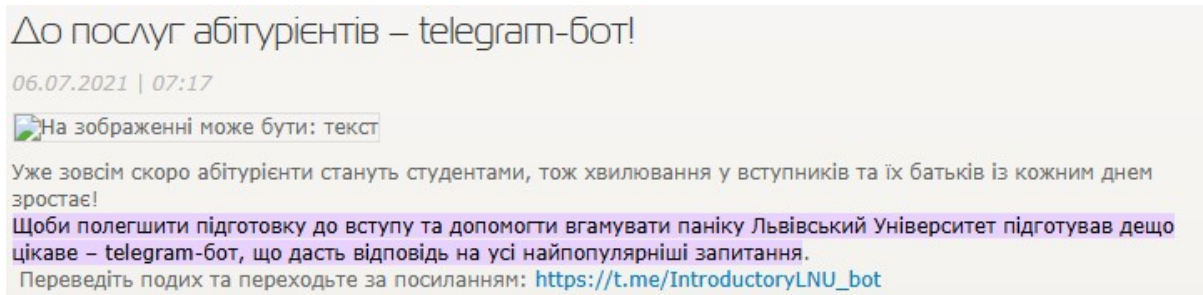 До послуг абітурієнтів – telegram-бот!
06.07.2021 | 07:17
На зображенні може бути: текст
Уже зовсім скоро абітурієнти стануть студентами, тож хвилювання у вступників та їх батьків із кожним днем
зростає!
Щоби полегшити підготовку до вступу та допомогти вгамувати паніку Львівський Університет підготував дещо
цікаве – telegram-бот, що дасть відповідь на усі найпопулярніші запитання.
Переведіть подих та переходьте за посиланням: https://t.me/IntroductoryLNU_bot